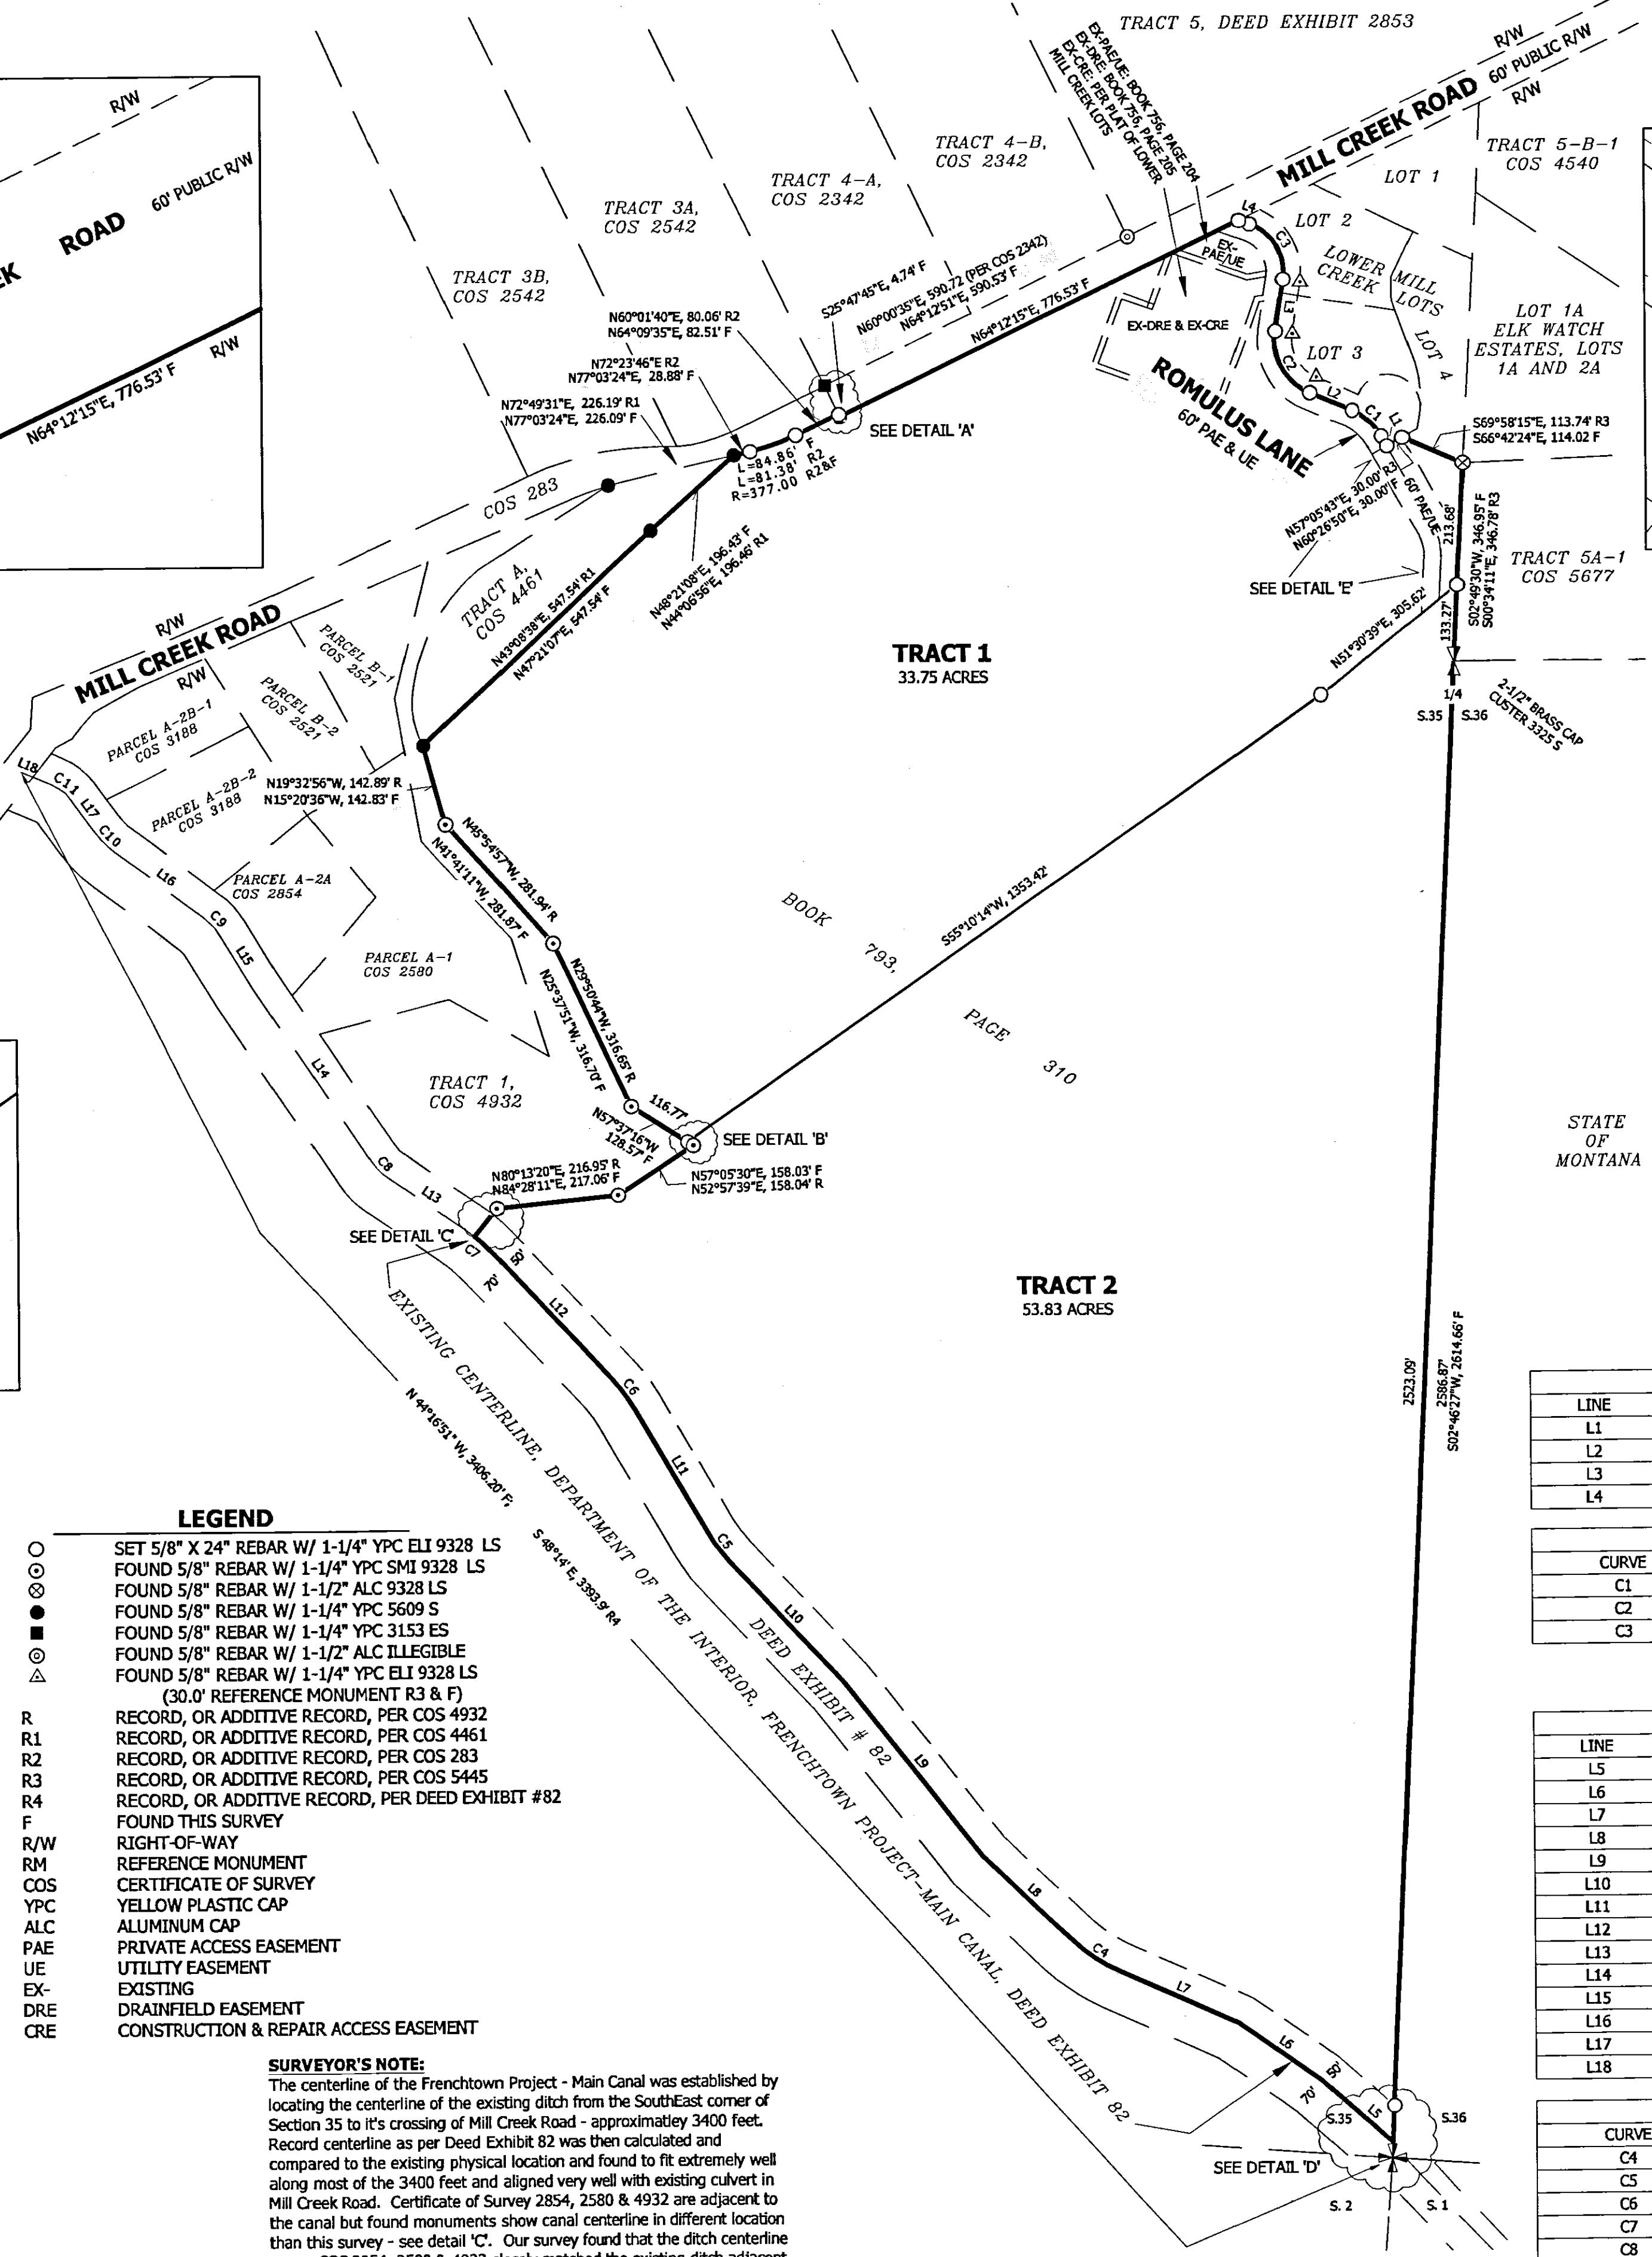 TRACT 5, DEED EXHIBIT 2853
R/W
60' PUBLIC R/W
R/W
MILL CREEK ROAD
EX-PAE/UE: BOOK 756, PAGE 204
EX-DRE: BOOK 756, PAGE 205
EX-CRE: PER PLAT OF LOWER
MILL CREEK LOTS
R/W
60' PUBLIC R/W
ROAD
EK
R/W
N64°12'15"E, 776.53' F
TRACT 4-B,
COS 2342
TRACT 4-A,
COS 2342
TRACT 3A,
COS 2542
TRACT 3B,
COS 2542
TRACT 5-B-1
COS 4540
LOT 1
LOT 2
LOWER MILL
CREEK LOTS
LOT 3
LOT 4
LOT 1A
ELK WATCH
ESTATES, LOTS
1A AND 2A
L4
C3
L3
C2
L2
C1
L1
EX-
PAE/UE
EX-DRE & EX-CRE
S25°47'45"E, 4.74' F
N60°00'35"E, 590.72 (PER COS 2342)
N64°12'51"E, 590.53' F
N64°12'15"E, 776.53' F
N60°01'40"E, 80.06' R2
N64°09'35"E, 82.51' F
N72°23'46"E R2
N77°03'24"E, 28.88' F
N72°49'31"E, 226.19' R1
N77°03'24"E, 226.09' F
SEE DETAIL 'A'
L=84.86' F
L=81.38' R2
R=377.00 R2&F
ROMULUS LANE
60' PAE & UE
S69°58'15"E, 113.74' R3
S66°42'24"E, 114.02 F
N57°05'43"E, 30.00' R3
N60°26'50"E, 30.00' F
60' PAE/UE
213.68'
S02°49'30"W, 346.95' F
S00°34'11"E, 346.78' R3
133.27'
TRACT 5A-1
COS 5677
SEE DETAIL 'E'
N51°30'39"E, 305.62'
COS 283
TRACT A,
COS 4461
N48°21'08"E, 196.43' F
N44°06'56"E, 196.46' R1
N43°08'38"E, 547.54' R1
N47°21'07"E, 547.54' F
R/W
MILL CREEK ROAD
R/W
PARCEL B-1
COS 2521
PARCEL B-2
COS 2521
PARCEL A-2B-1
COS 3188
PARCEL A-2B-2
COS 3188
TRACT 1
33.75 ACRES
1/4
S.35
S.36
2-1/2" BRASS CAP
CUSTER 3325 S
L18
C11
L17
C10
L16
C9
L15
N19°32'56"W, 142.89' R
N15°20'36"W, 142.83' F
N45°54'57"W, 281.94' R
N41°41'11"W, 281.87' F
PARCEL A-2A
COS 2854
PARCEL A-1
COS 2580
BOOK 793,
PAGE 310
S55°10'14"W, 1353.42'
N29°50'44"W, 316.65' R
N25°37'51"W, 316.70' F
L14
TRACT 1,
COS 4932
116.77'
N57°37'16"W
128.57' F
SEE DETAIL 'B'
STATE
OF
MONTANA
C8
L13
N80°13'20"E, 216.95' R
N84°28'11"E, 217.06' F
N57°05'30"E, 158.03' F
N52°57'39"E, 158.04' R
SEE DETAIL 'C'
C7
50'
L12
TRACT 2
53.83 ACRES
C6
L11
C5
L10
L9
L8
C4
L7
L6
50'
L5
EXISTING CENTERLINE, DEPARTMENT OF THE INTERIOR, FRENCHTOWN PROJECT-MAIN CANAL, DEED EXHIBIT 82
DEED EXHIBIT # 82
N 44°16'51" W, 3406.20' F;
S 48°14' E, 3393.9' R4
2523.09'
2586.87'
S02°46'27"W, 2614.66' F
S.35
S.36
SEE DETAIL 'D'
S. 2
S. 1
LEGEND
SET 5/8" X 24" REBAR W/ 1-1/4" YPC ELI 9328 LS
FOUND 5/8" REBAR W/ 1-1/4" YPC SMI 9328 LS
FOUND 5/8" REBAR W/ 1-1/2" ALC 9328 LS
FOUND 5/8" REBAR W/ 1-1/4" YPC 5609 S
FOUND 5/8" REBAR W/ 1-1/4" YPC 3153 ES
FOUND 5/8" REBAR W/ 1-1/2" ALC ILLEGIBLE
FOUND 5/8" REBAR W/ 1-1/4" YPC ELI 9328 LS
(30.0' REFERENCE MONUMENT R3 & F)
R RECORD, OR ADDITIVE RECORD, PER COS 4932
R1 RECORD, OR ADDITIVE RECORD, PER COS 4461
R2 RECORD, OR ADDITIVE RECORD, PER COS 283
R3 RECORD, OR ADDITIVE RECORD, PER COS 5445
R4 RECORD, OR ADDITIVE RECORD, PER DEED EXHIBIT #82
F FOUND THIS SURVEY
R/W RIGHT-OF-WAY
RM REFERENCE MONUMENT
COS CERTIFICATE OF SURVEY
YPC YELLOW PLASTIC CAP
ALC ALUMINUM CAP
PAE PRIVATE ACCESS EASEMENT
UE UTILITY EASEMENT
EX- EXISTING
DRE DRAINFIELD EASEMENT
CRE CONSTRUCTION & REPAIR ACCESS EASEMENT
SURVEYOR'S NOTE:
The centerline of the Frenchtown Project - Main Canal was established by
locating the centerline of the existing ditch from the SouthEast corner of
Section 35 to it's crossing of Mill Creek Road - approximatley 3400 feet.
Record centerline as per Deed Exhibit 82 was then calculated and
compared to the existing physical location and found to fit extremely well
along most of the 3400 feet and aligned very well with existing culvert in
Mill Creek Road. Certificate of Survey 2854, 2580 & 4932 are adjacent to
the canal but found monuments show canal centerline in different location
than this survey - see detail 'C'. Our survey found that the ditch centerline
LINE
L1
L2
L3
L4
CURVE
C1
C2
C3
LINE
L5
L6
L7
L8
L9
L10
L11
L12
L13
L14
L15
L16
L17
L18
CURVE
C4
C5
C6
C7
C8